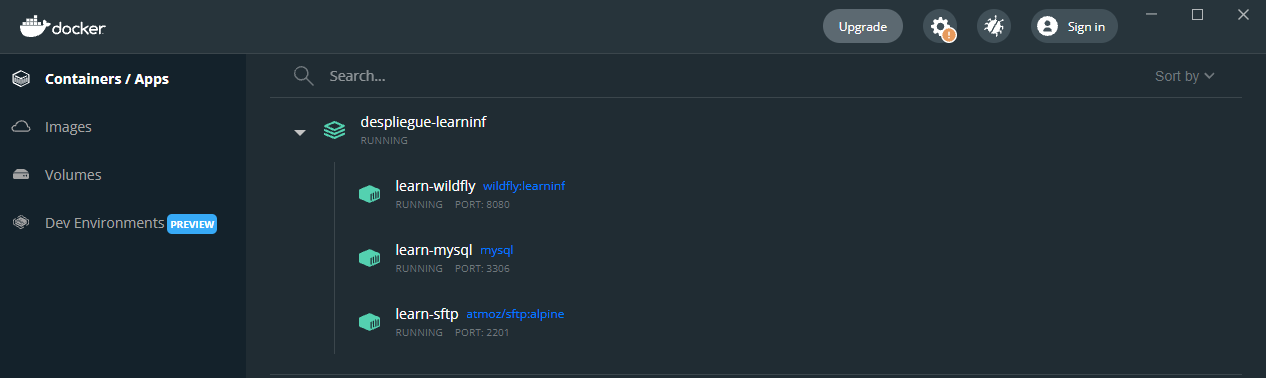 docker
Upgrade
!
Sign in
Containers / Apps
Images
Volumes
Dev Environments PREVIEW
Search...
Sort by
despliegue-learninf
RUNNING
learn-wildfly wildfly:learninf
RUNNING PORT: 8080
learn-mysql mysql
RUNNING PORT: 3306
learn-sftp atmoz/sftp:alpine
RUNNING PORT: 2201